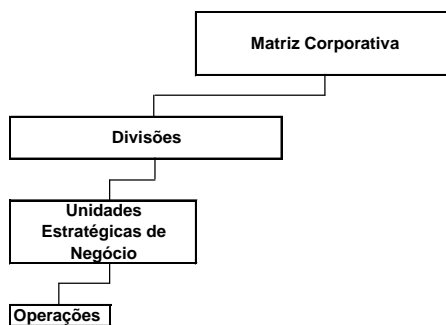 Matriz Corporativa
Divisões
Unidades
Estratégicas de
Negócio
Operações